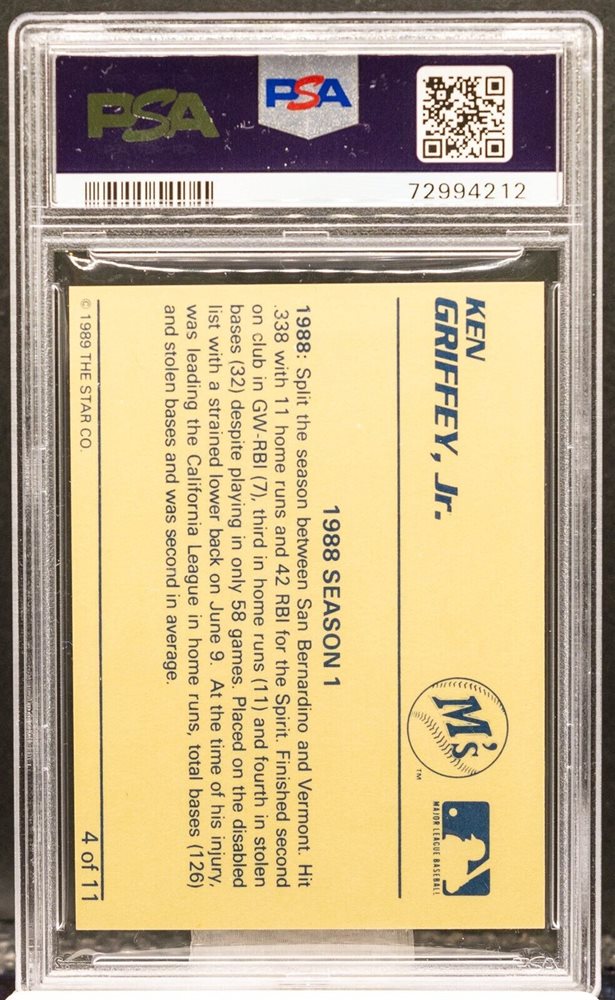 PSA
PSA
72994212
KEN
GRIFFEY, Jr.
M's
TM
MAJOR LEAGUE BASEBALL
1988 SEASON 1
1988: Split the season between San Bernardino and Vermont. Hit
.338 with 11 home runs and 42 RBI for the Spirit. Finished second
on club in GW-RBI (7), third in home runs (11) and fourth in stolen
bases (32) despite playing in only 58 games. Placed on the disabled
list with a strained lower back on June 9. At the time of his injury,
was leading the California League in home runs, total bases (126)
and stolen bases and was second in average.
© 1989 THE STAR CO.
4 of 11
PSA